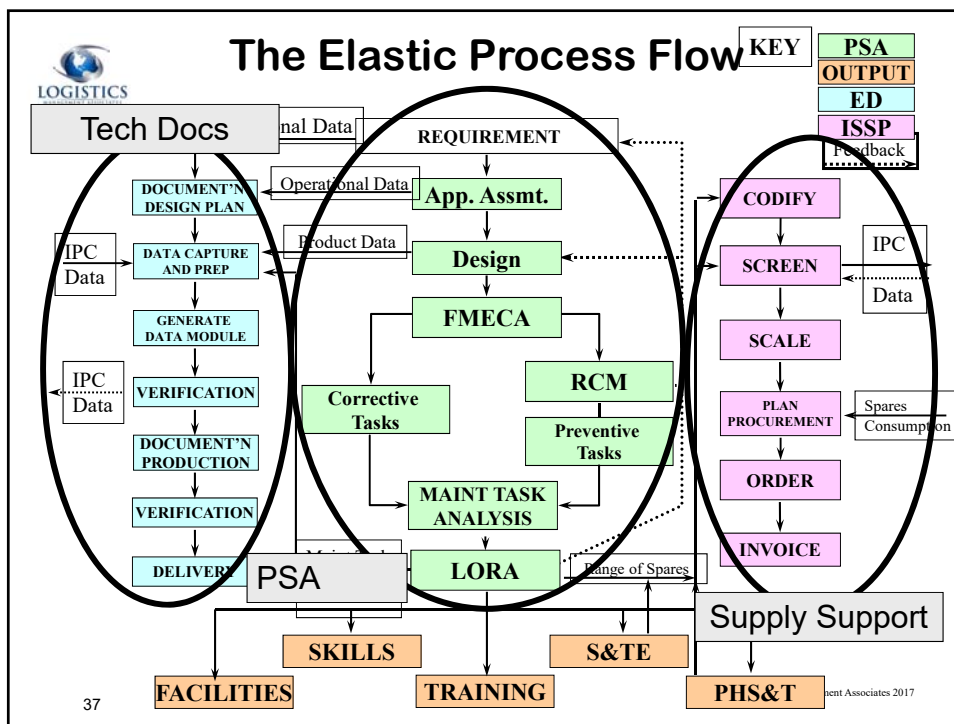 The Elastic Process Flow
KEY
PSA
OUTPUT
ED
ISSP
Feedback
LOGISTICS
MANAGEMENT ASSOCIATES
Tech Docs
nal Data
REQUIREMENT
DOCUMENT'N
DESIGN PLAN
Operational Data
App. Assmt.
CODIFY
IPC
Data
DATA CAPTURE
AND PREP
Product Data
Design
SCREEN
IPC
Data
GENERATE
DATA MODULE
FMECA
SCALE
IPC
Data
VERIFICATION
Corrective
Tasks
RCM
Preventive
Tasks
PLAN
PROCUREMENT
Spares
Consumption
DOCUMENT'N
PRODUCTION
MAINT TASK
ANALYSIS
ORDER
VERIFICATION
INVOICE
DELIVERY
PSA
LORA
Range of Spares
Supply Support
SKILLS
S&TE
FACILITIES
TRAINING
PHS&T
37
ment Associates 2017